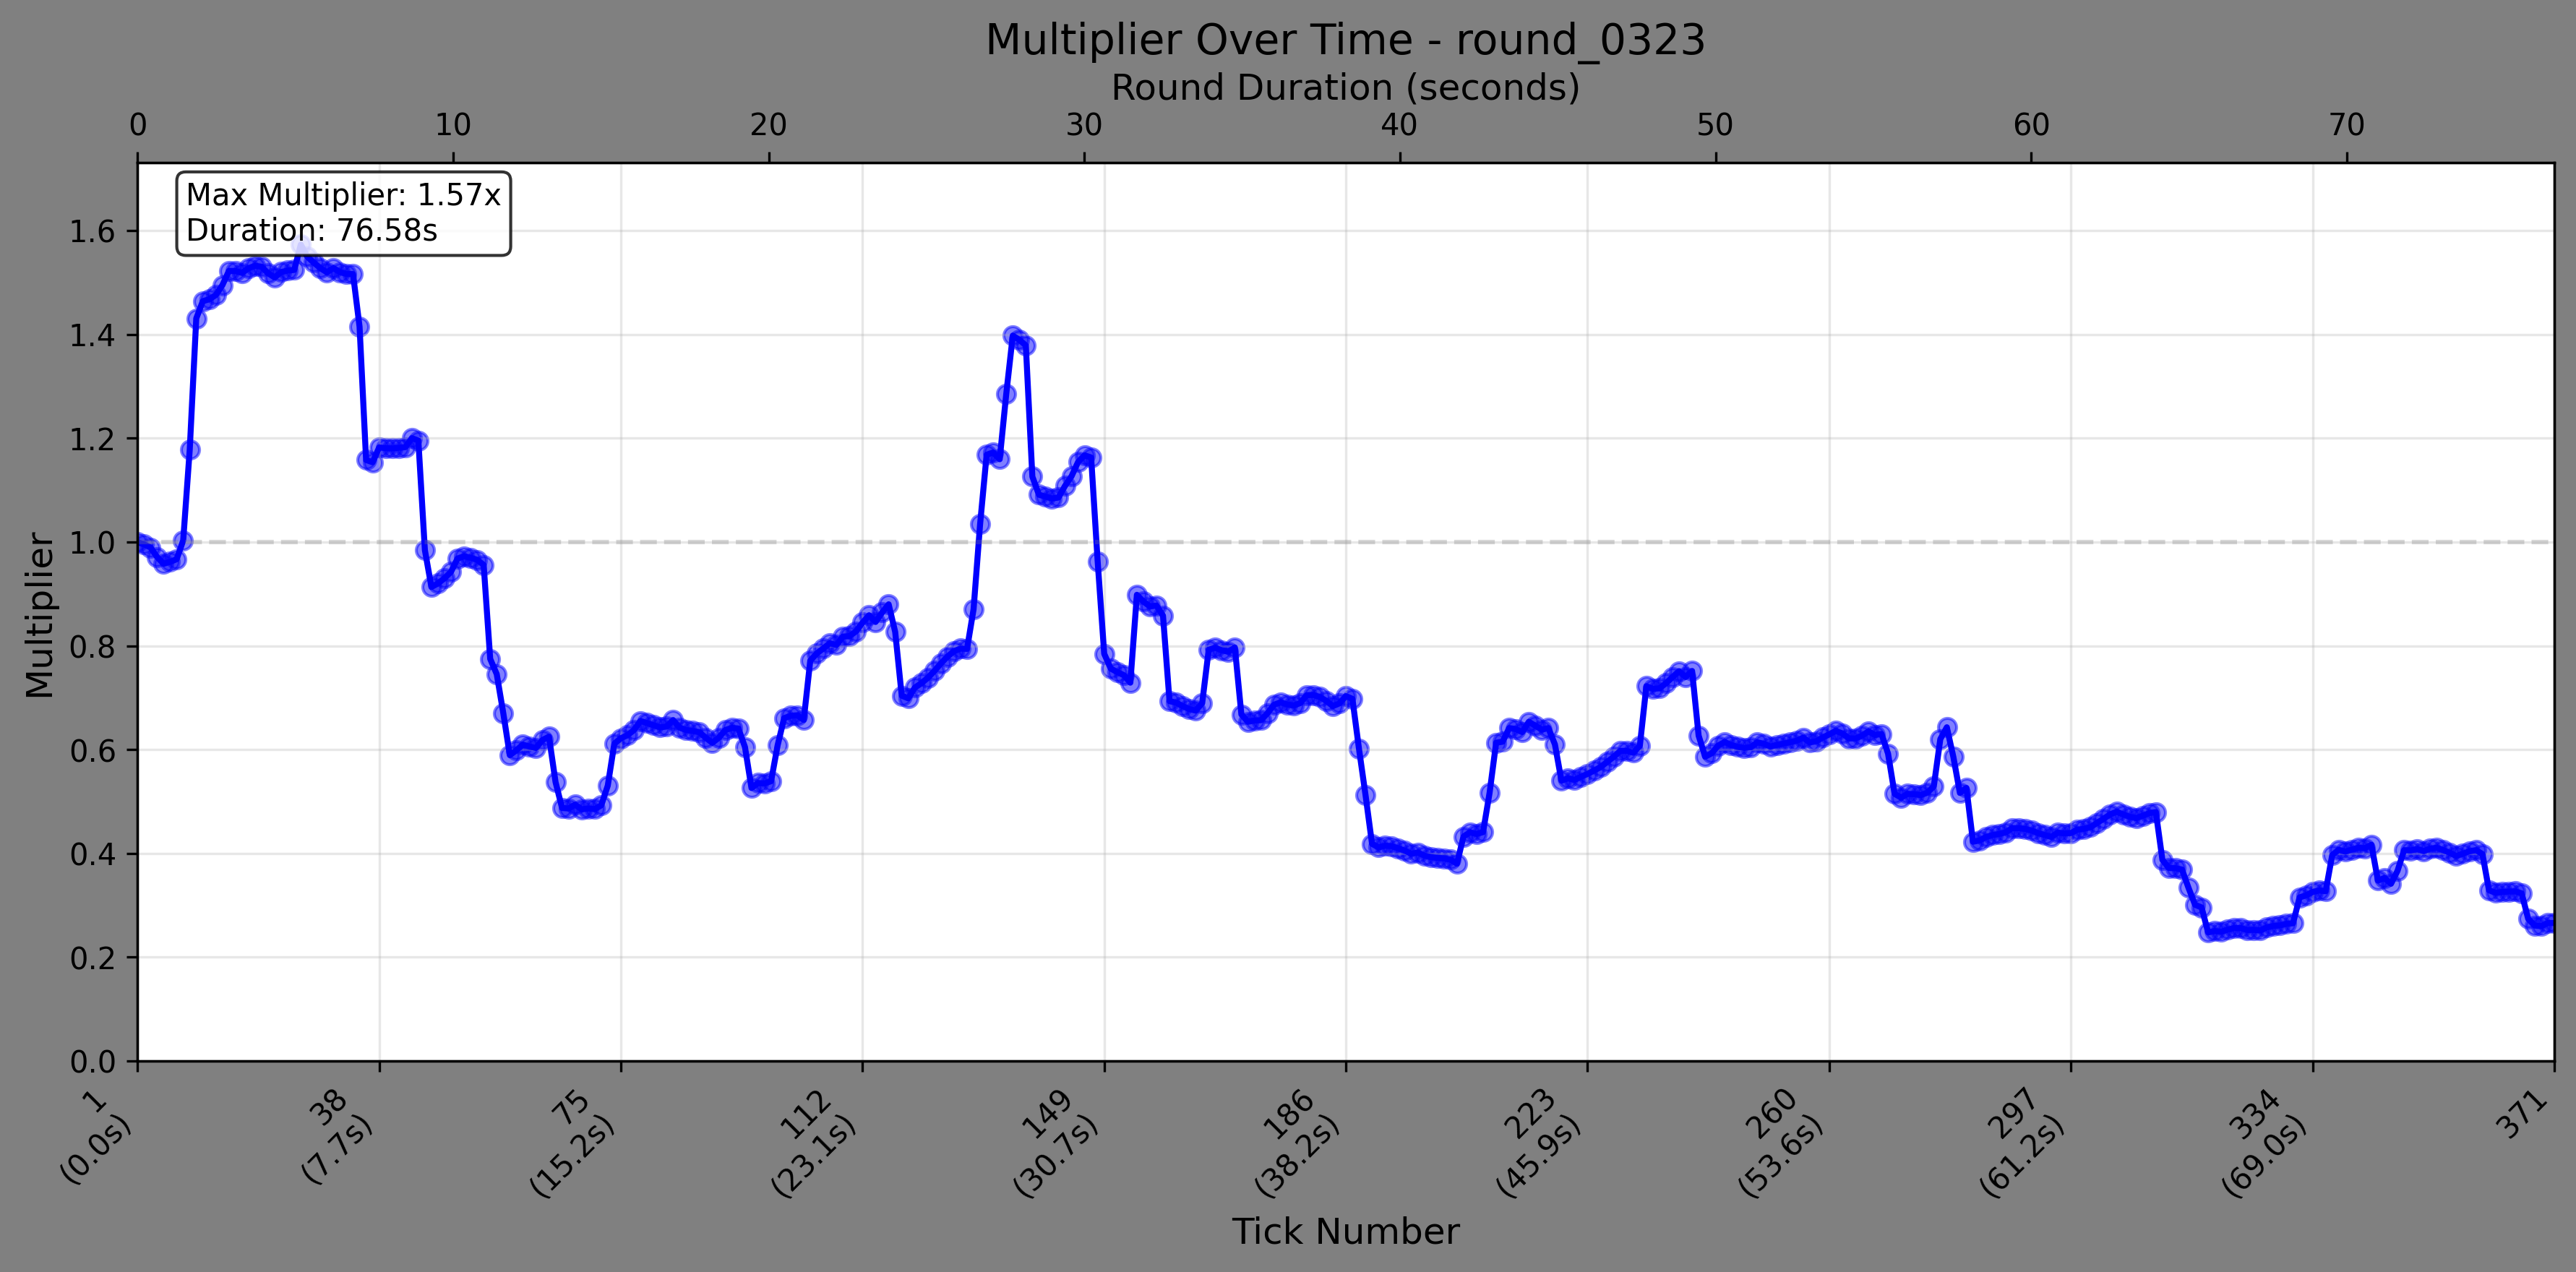 Multiplier Over Time - round_0323
Round Duration (seconds)
0 10 20 30 40 50 60 70
Max Multiplier: 1.57x
Duration: 76.58s
Multiplier
1.6
1.4
1.2
1.0
0.8
0.6
0.4
0.2
0.0
1
(0.0s)
38
(7.7s)
75
(15.2s)
112
(23.1s)
149
(30.7s)
186
(38.2s)
223
(45.9s)
260
(53.6s)
297
(61.2s)
334
(69.0s)
371
Tick Number